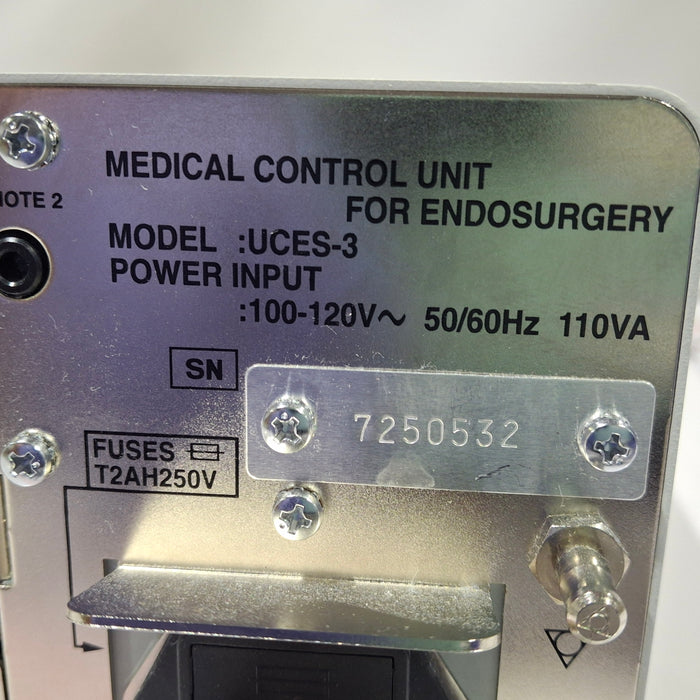 MEDICAL CONTROL UNIT
FOR ENDOSURGERY
MODEL :UCES-3
POWER INPUT
:100-120V~ 50/60Hz 110VA
2
SN
7250532
FUSES
T2AH250V